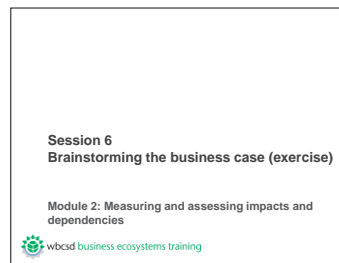 Session 6
Brainstorming the business case (exercise)
Module 2: Measuring and assessing impacts and
dependencies
wbcsd business ecosystems training